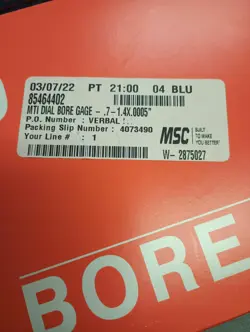 03/07/22 PT 21:00 04 BLU
85464402
MTI DIAL BORE GAGE - .7-1.4X.0005"
P.O. Number : VERBAL :
Packing Slip Number : 4073490
Your Line # : 1
MSC
BUILT
TO MAKE
YOU BETTER
W- 2875027
BORE